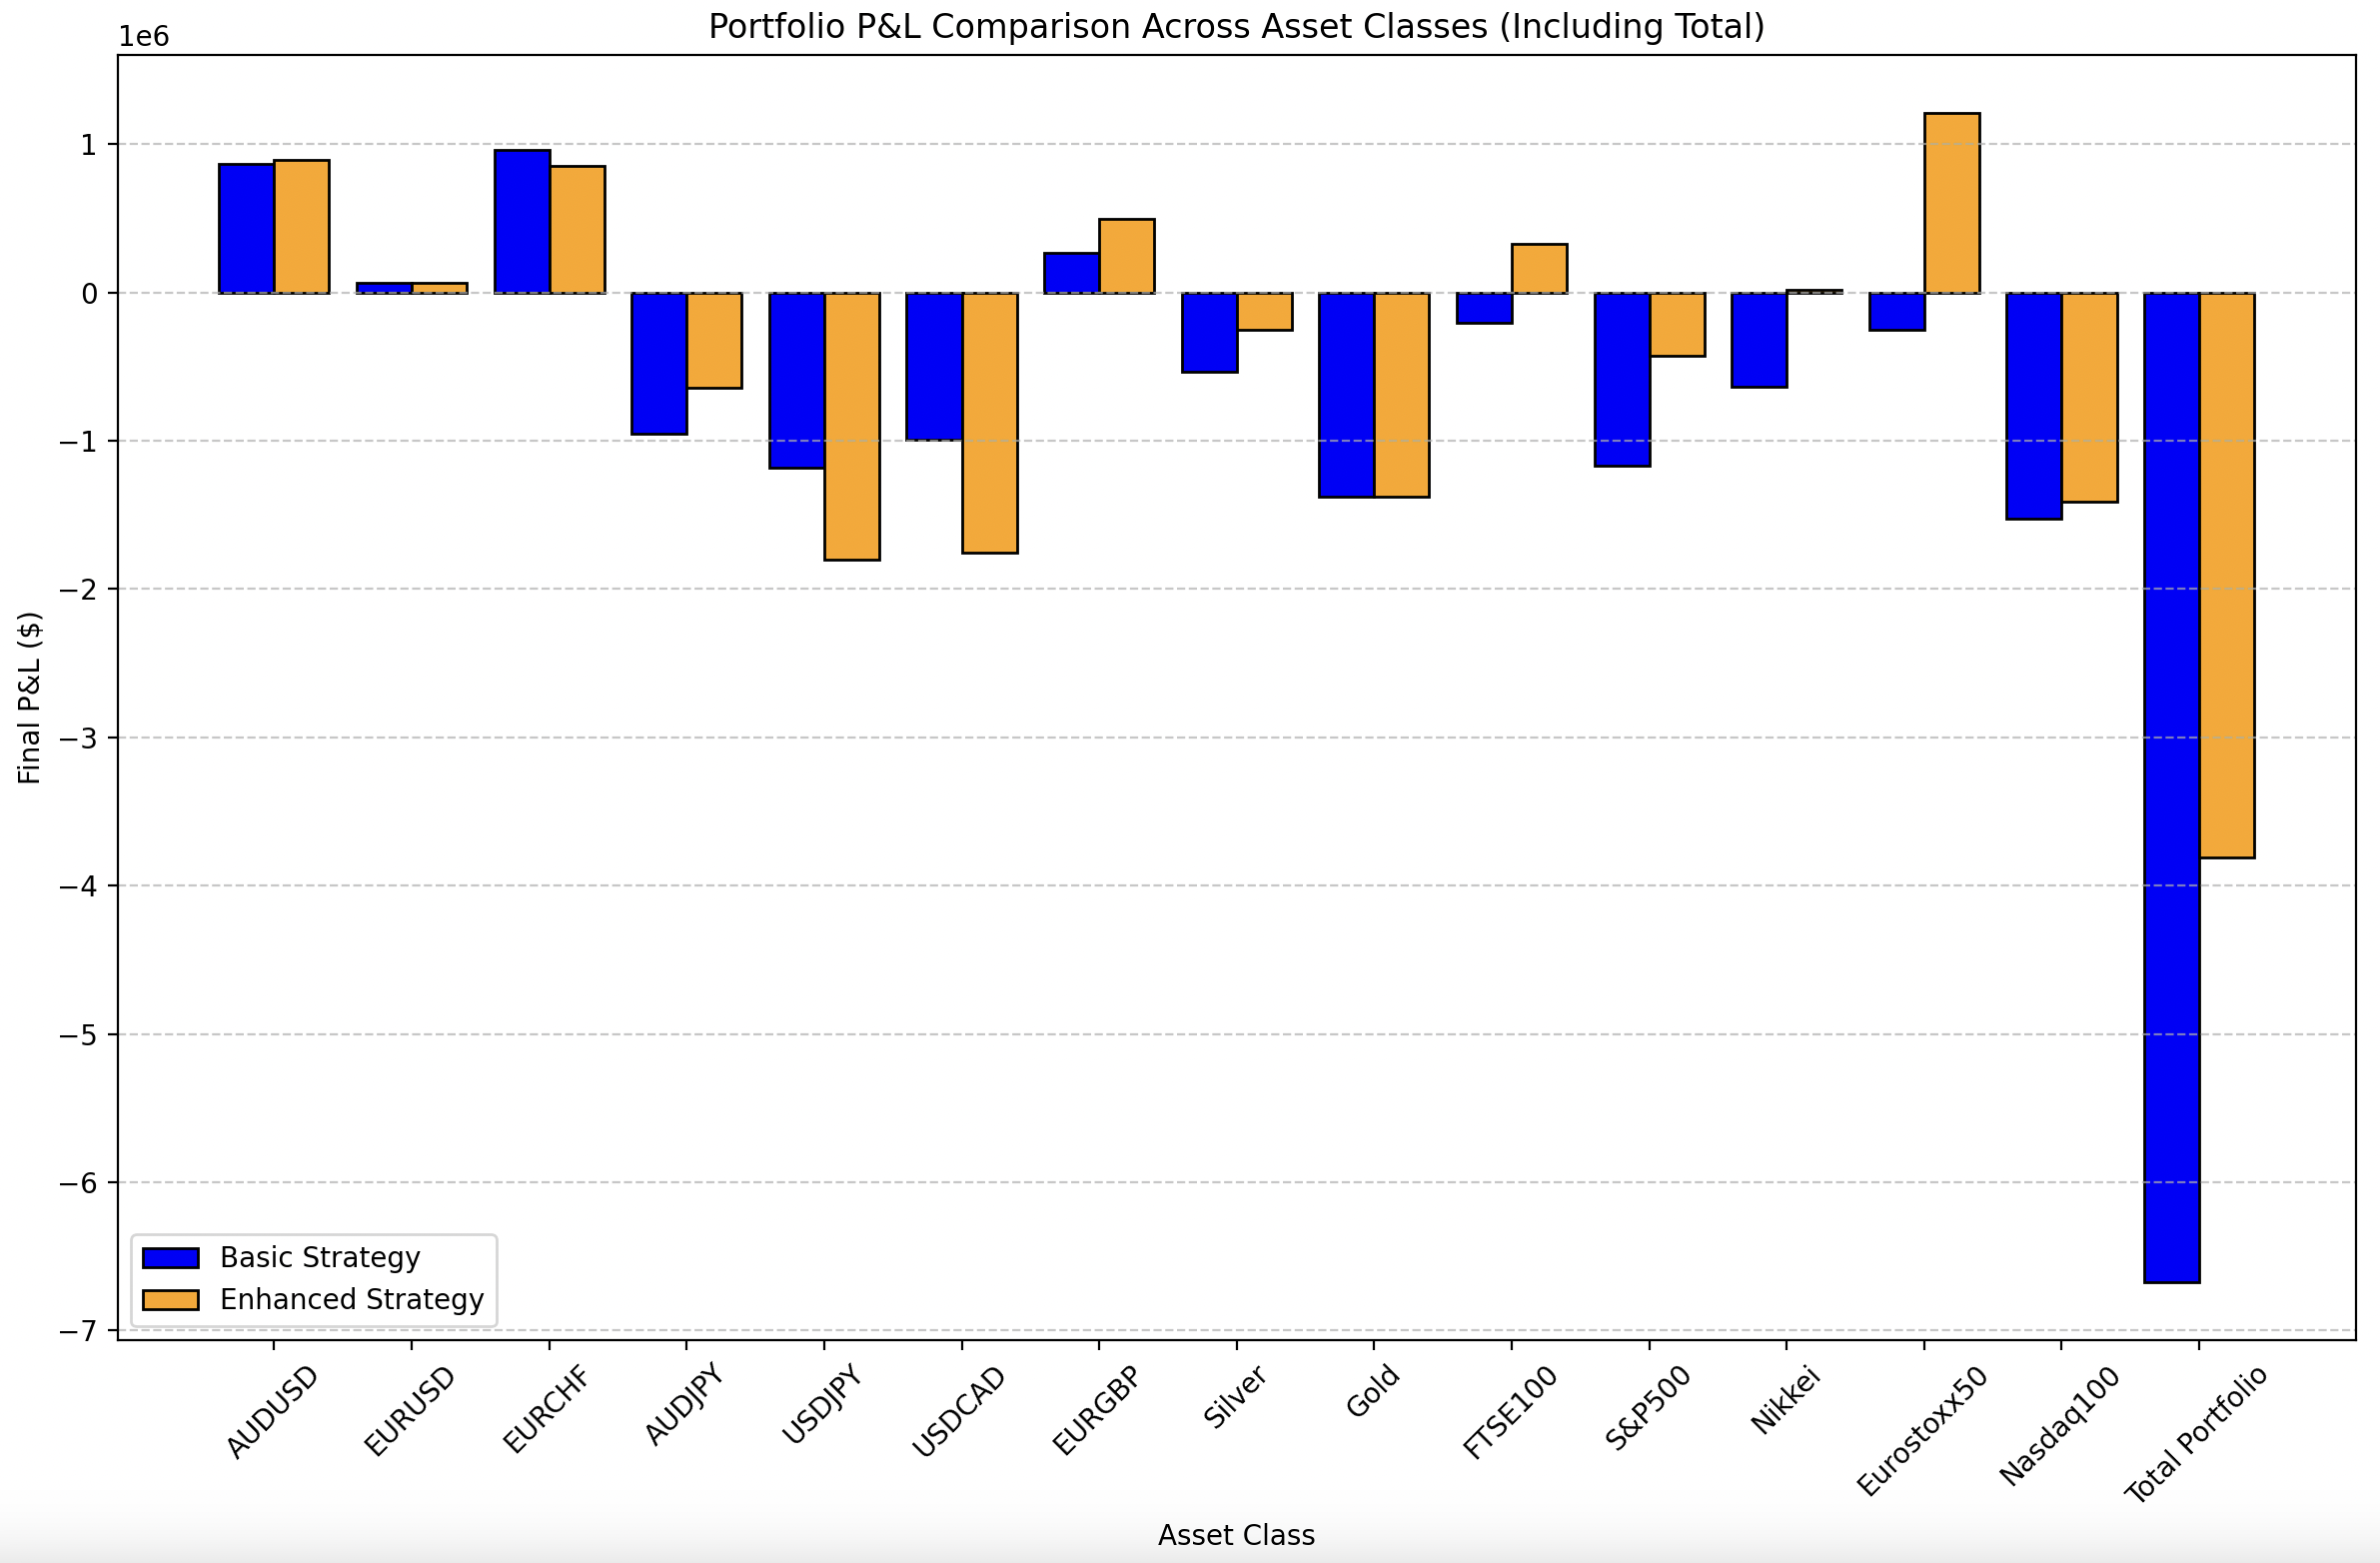 Portfolio P&L Comparison Across Asset Classes (Including Total)
1e6
1
0
−1
−2
−3
−4
−5
−6
−7
Final P&L ($)
Basic Strategy
Enhanced Strategy
AUDUSD
EURUSD
EURCHF
AUDJPY
USDJPY
USDCAD
EURGBP
Silver
Gold
FTSE100
S&P500
Nikkei
Eurostoxx50
Nasdaq100
Total Portfolio
Asset Class